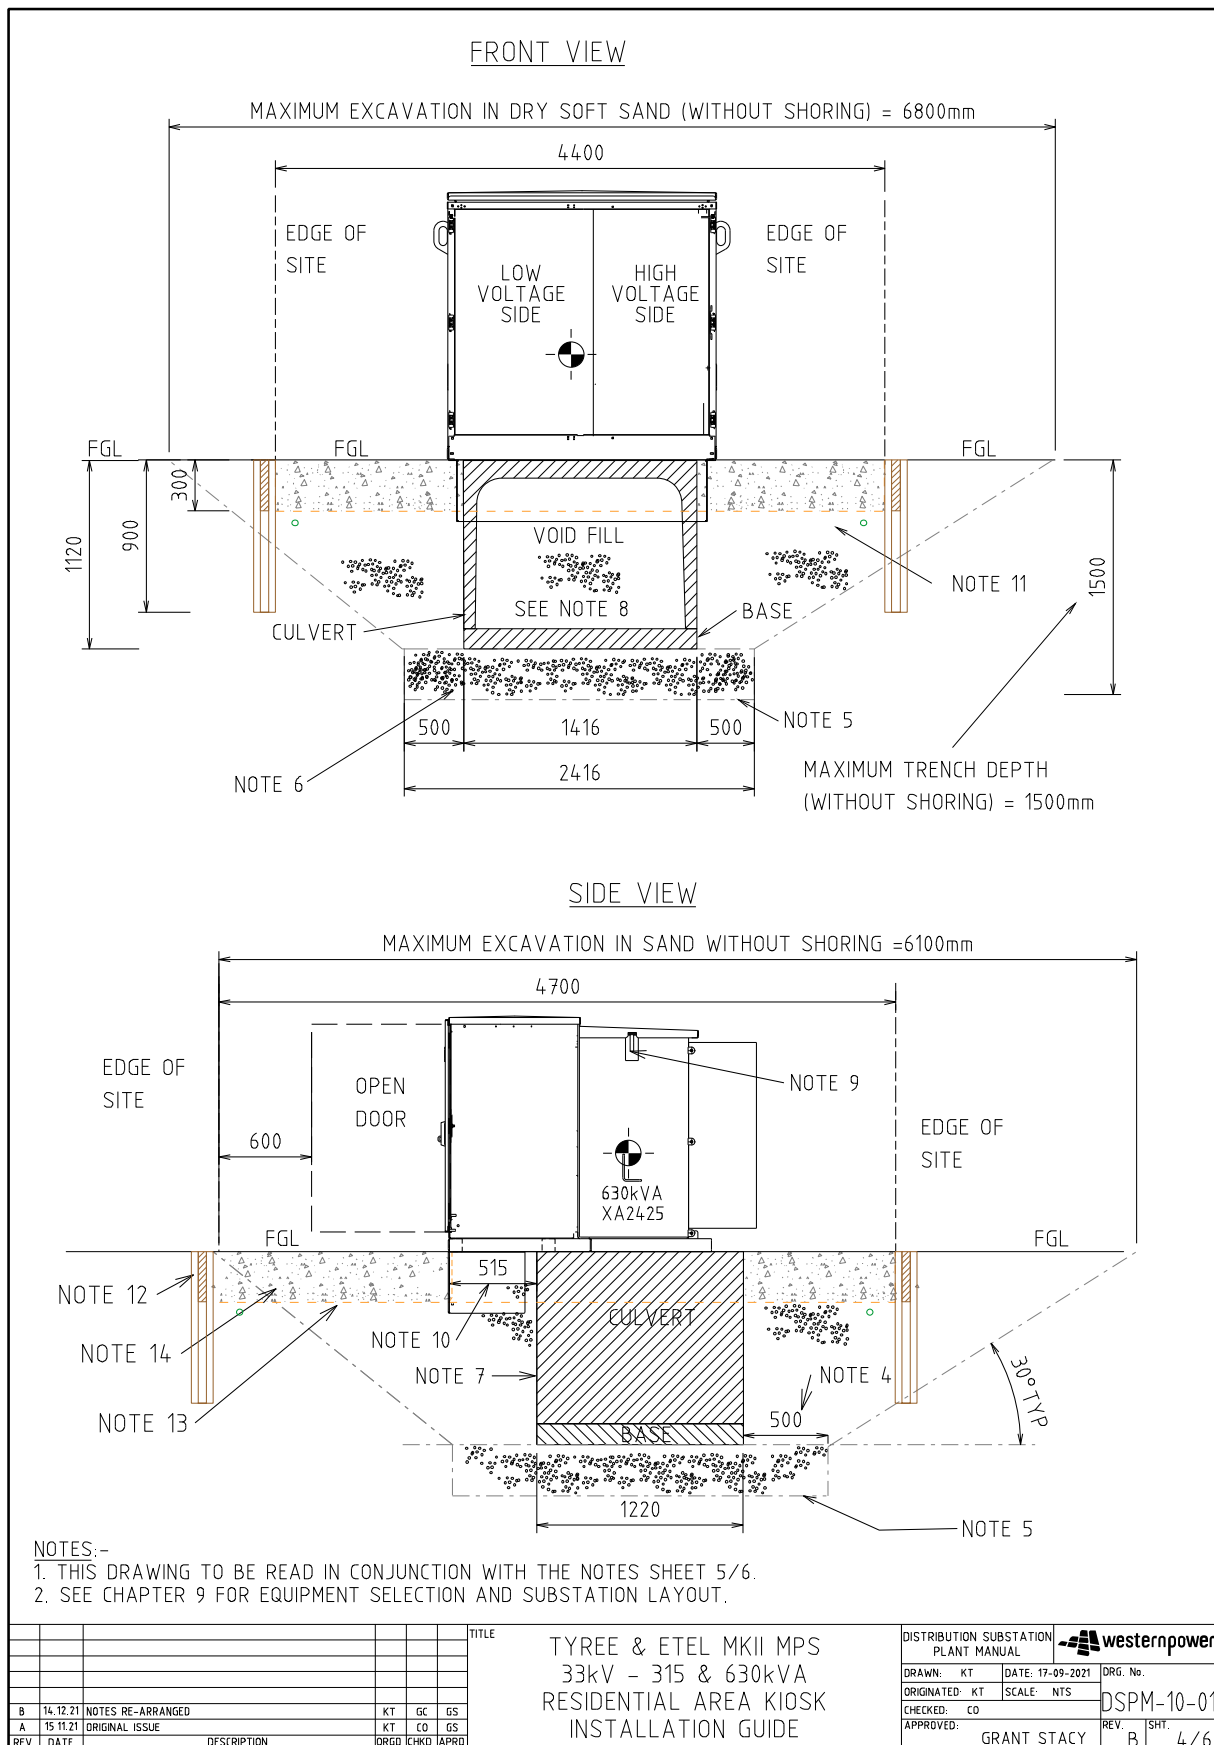 FRONT VIEW
MAXIMUM EXCAVATION IN DRY SOFT SAND (WITHOUT SHORING) = 6800mm
4400
EDGE OF
SITE
EDGE OF
SITE
LOW
VOLTAGE
SIDE
HIGH
VOLTAGE
SIDE
FGL
FGL
FGL
300
900
1120
1500
VOID FILL
SEE NOTE 8
NOTE 11
CULVERT
BASE
NOTE 5
500
1416
500
NOTE 6
2416
MAXIMUM TRENCH DEPTH
(WITHOUT SHORING) = 1500mm
SIDE VIEW
MAXIMUM EXCAVATION IN SAND WITHOUT SHORING =6100mm
4700
EDGE OF
SITE
OPEN
DOOR
NOTE 9
600
EDGE OF
SITE
630kVA
XA2425
FGL
FGL
515
NOTE 12
CULVERT
NOTE 10
NOTE 14
NOTE 7
NOTE 4
30° TYP
NOTE 13
500
BASE
1220
NOTE 5
NOTES:-
1. THIS DRAWING TO BE READ IN CONJUNCTION WITH THE NOTES SHEET 5/6.
2. SEE CHAPTER 9 FOR EQUIPMENT SELECTION AND SUBSTATION LAYOUT.
B 14.12.21 NOTES RE-ARRANGED KT GC GS
A 15 11.21 ORIGINAL ISSUE KT CO GS
REV DATE DESCRIPTION ORGD CHKD APRD
TITLE
TYREE & ETEL MKII MPS
33kV - 315 & 630kVA
RESIDENTIAL AREA KIOSK
INSTALLATION GUIDE
DISTRIBUTION SUBSTATION
PLANT MANUAL
westernpower
DRAWN: KT DATE: 17-09-2021 DRG. No.
ORIGINATED: KT SCALE: NTS
DSPM-10-01
CHECKED: CO
APPROVED: GRANT STACY
REV. B SHT. 4/6